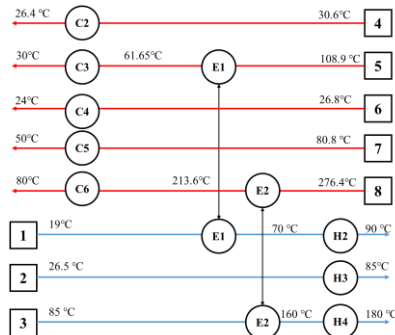 26.4 ℃ C2 30.6℃ 4
30℃ C3 61.65℃ E1 108.9 ℃ 5
24℃ C4 26.8℃ 6
50℃ C5 80.8 ℃ 7
80℃ C6 213.6℃ E2 276.4℃ 8
1 19℃ E1 70 ℃ H2 90 ℃
2 26.5 ℃ H3 85℃
3 85 ℃ E2 160 ℃ H4 180 ℃